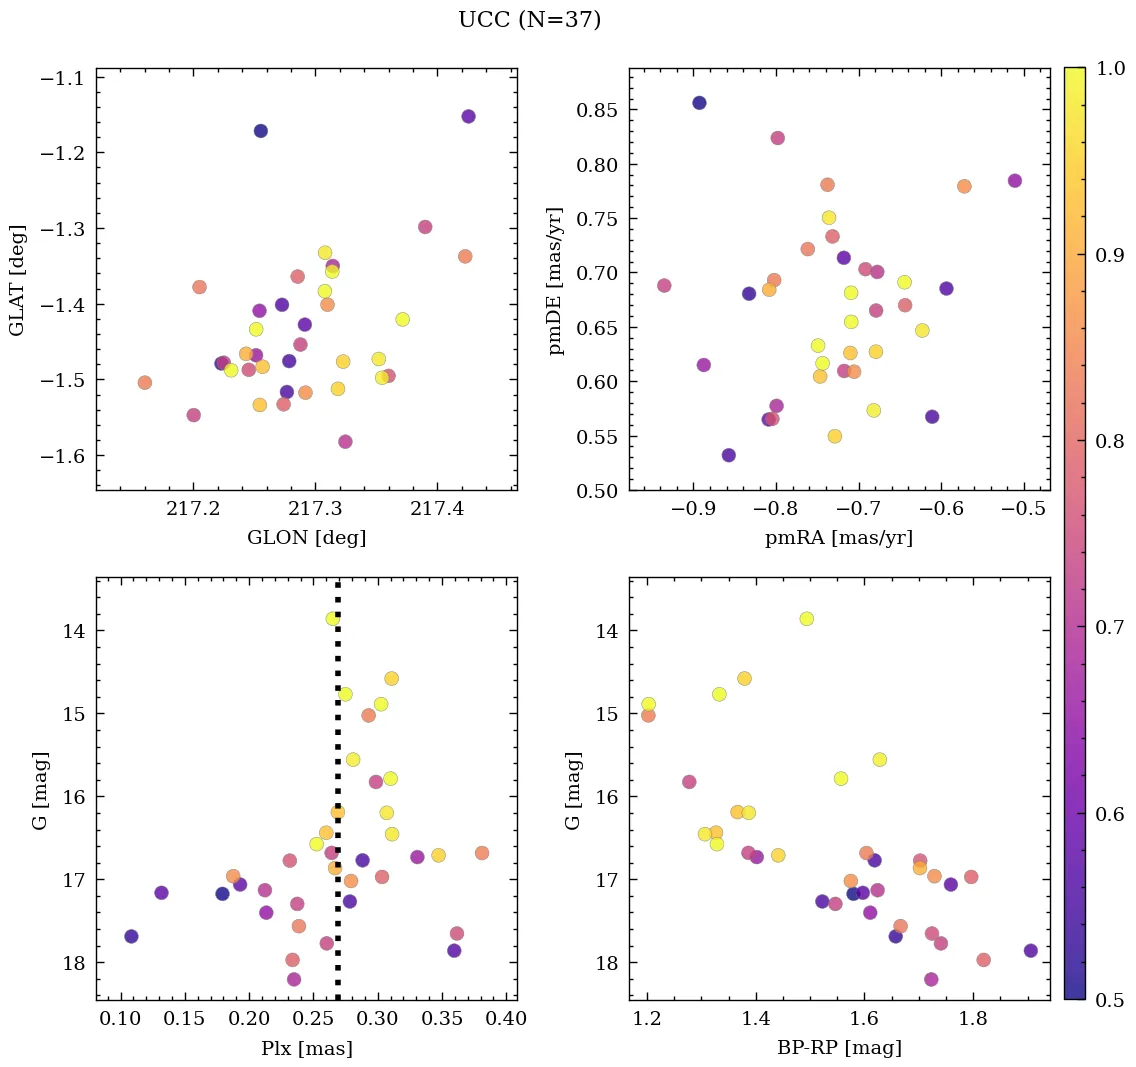 UCC (N=37)
−1.1
−1.2
−1.3
−1.4
−1.5
−1.6
GLAT [deg]
217.2 217.3 217.4
GLON [deg]
0.85
0.80
0.75
0.70
0.65
0.60
0.55
0.50
pmDE [mas/yr]
−0.9 −0.8 −0.7 −0.6 −0.5
pmRA [mas/yr]
14
15
16
17
18
G [mag]
0.10 0.15 0.20 0.25 0.30 0.35 0.40
Plx [mas]
14
15
16
17
18
G [mag]
1.2 1.4 1.6 1.8
BP-RP [mag]
1.0
0.9
0.8
0.7
0.6
0.5